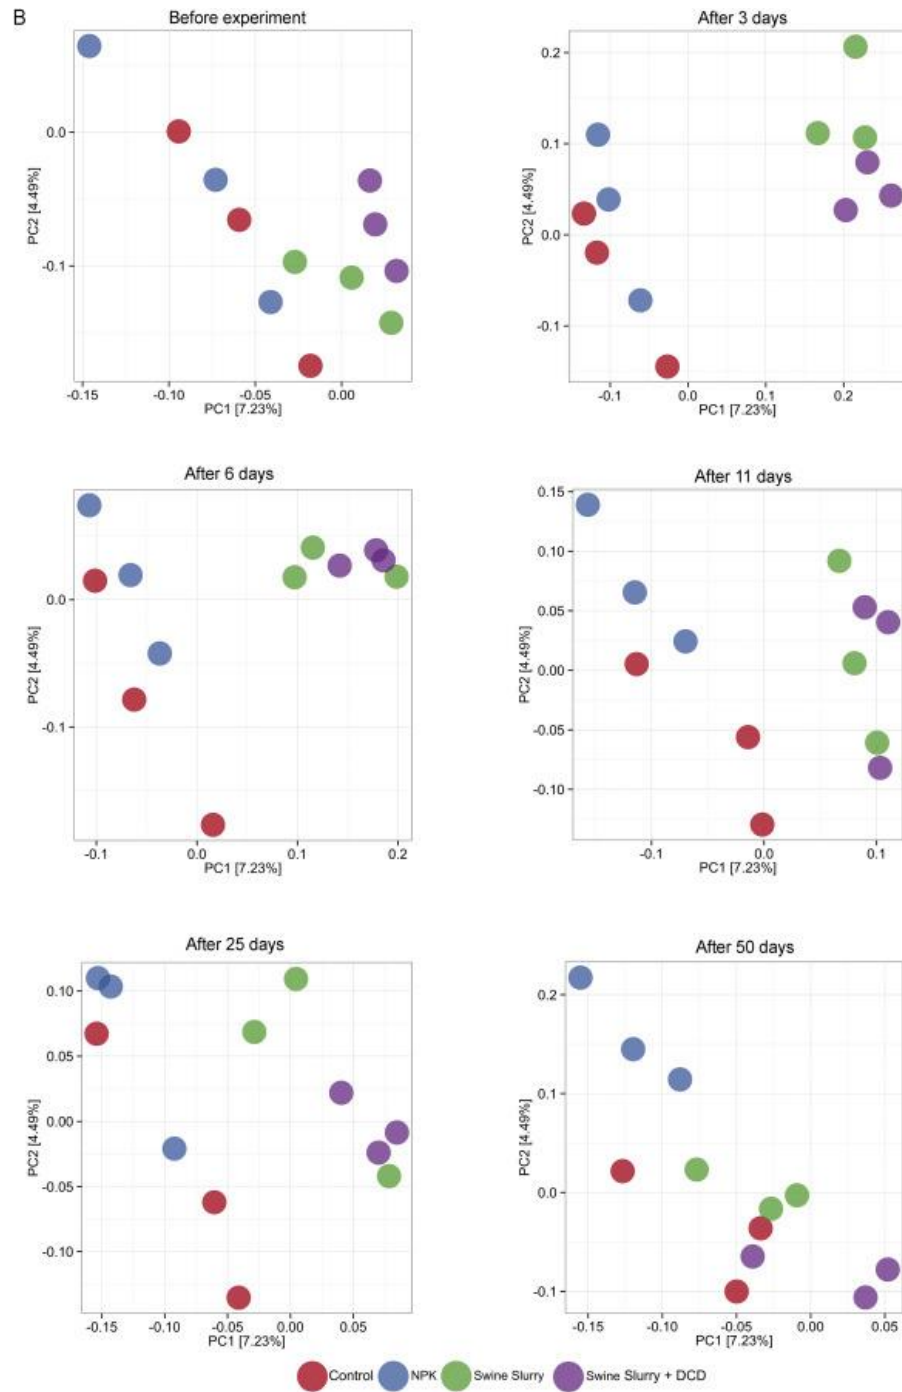 B
Before experiment
PC2 [4.49%]
0.0
-0.1
-0.15
-0.10
-0.05
0.00
PC1 [7.23%]
After 3 days
PC2 [4.49%]
0.2
0.1
0.0
-0.1
-0.1
0.0
0.1
0.2
PC1 [7.23%]
After 6 days
PC2 [4.49%]
0.0
-0.1
-0.1
0.0
0.1
0.2
PC1 [7.23%]
After 11 days
PC2 [4.49%]
0.15
0.10
0.05
0.00
-0.05
-0.10
-0.1
0.0
0.1
PC1 [7.23%]
After 25 days
PC2 [4.49%]
0.10
0.05
0.00
-0.05
-0.10
-0.15
-0.10
-0.05
0.00
0.05
PC1 [7.23%]
After 50 days
PC2 [4.49%]
0.2
0.1
0.0
-0.1
-0.15
-0.10
-0.05
0.00
0.05
PC1 [7.23%]
Control
NPK
Swine Slurry
Swine Slurry + DCD